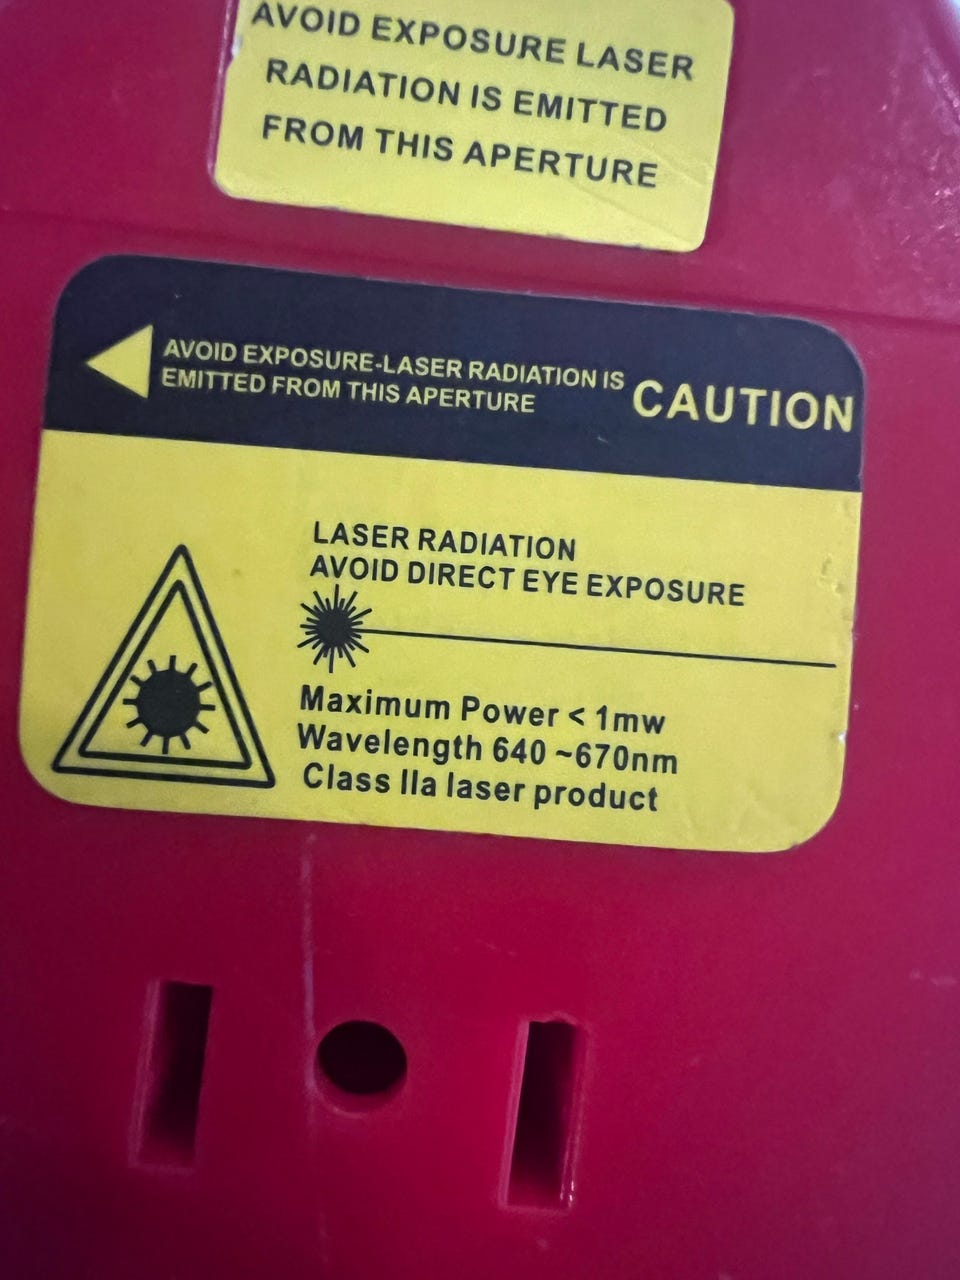 AVOID EXPOSURE LASER
RADIATION IS EMITTED
FROM THIS APERTURE
AVOID EXPOSURE-LASER RADIATION IS
EMITTED FROM THIS APERTURE
CAUTION
LASER RADIATION
AVOID DIRECT EYE EXPOSURE
Maximum Power < 1mw
Wavelength 640 ~670nm
Class IIa laser product